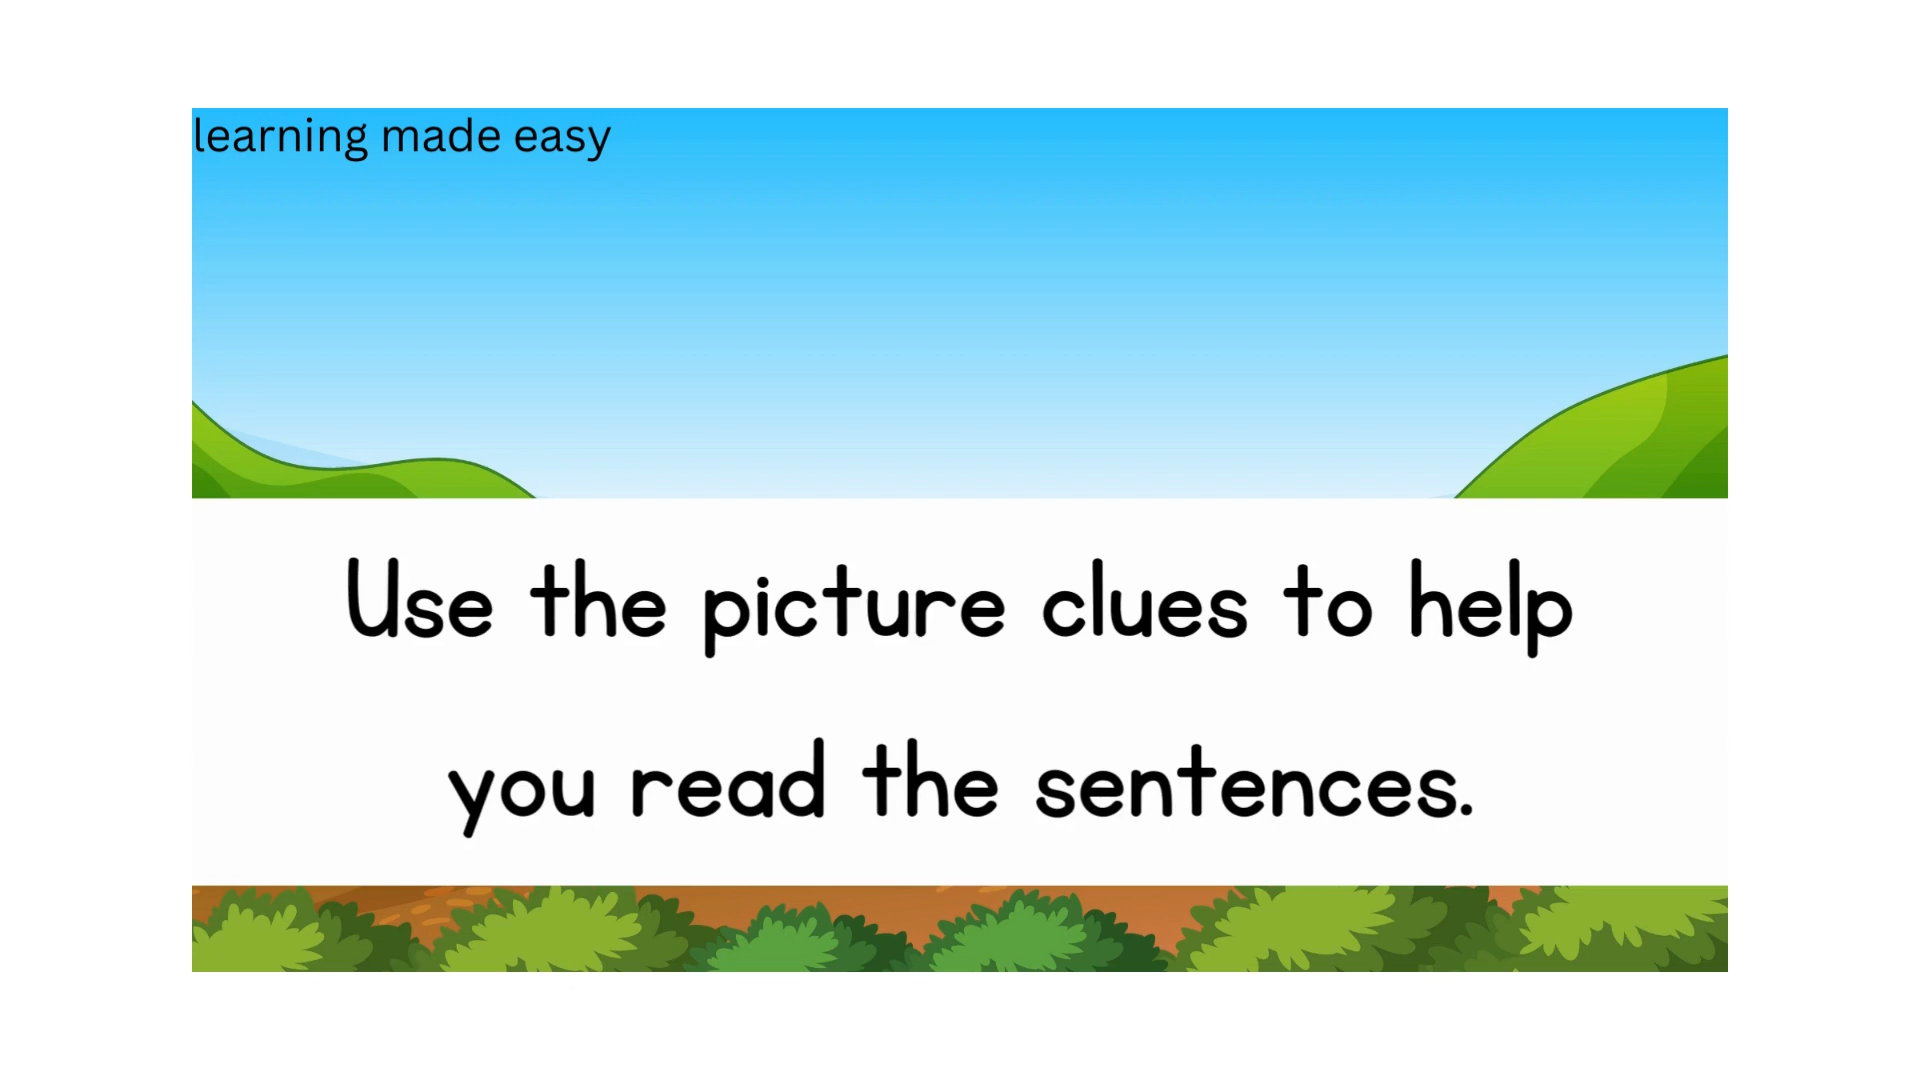 learning made easy
Use the picture clues to help
you read the sentences.